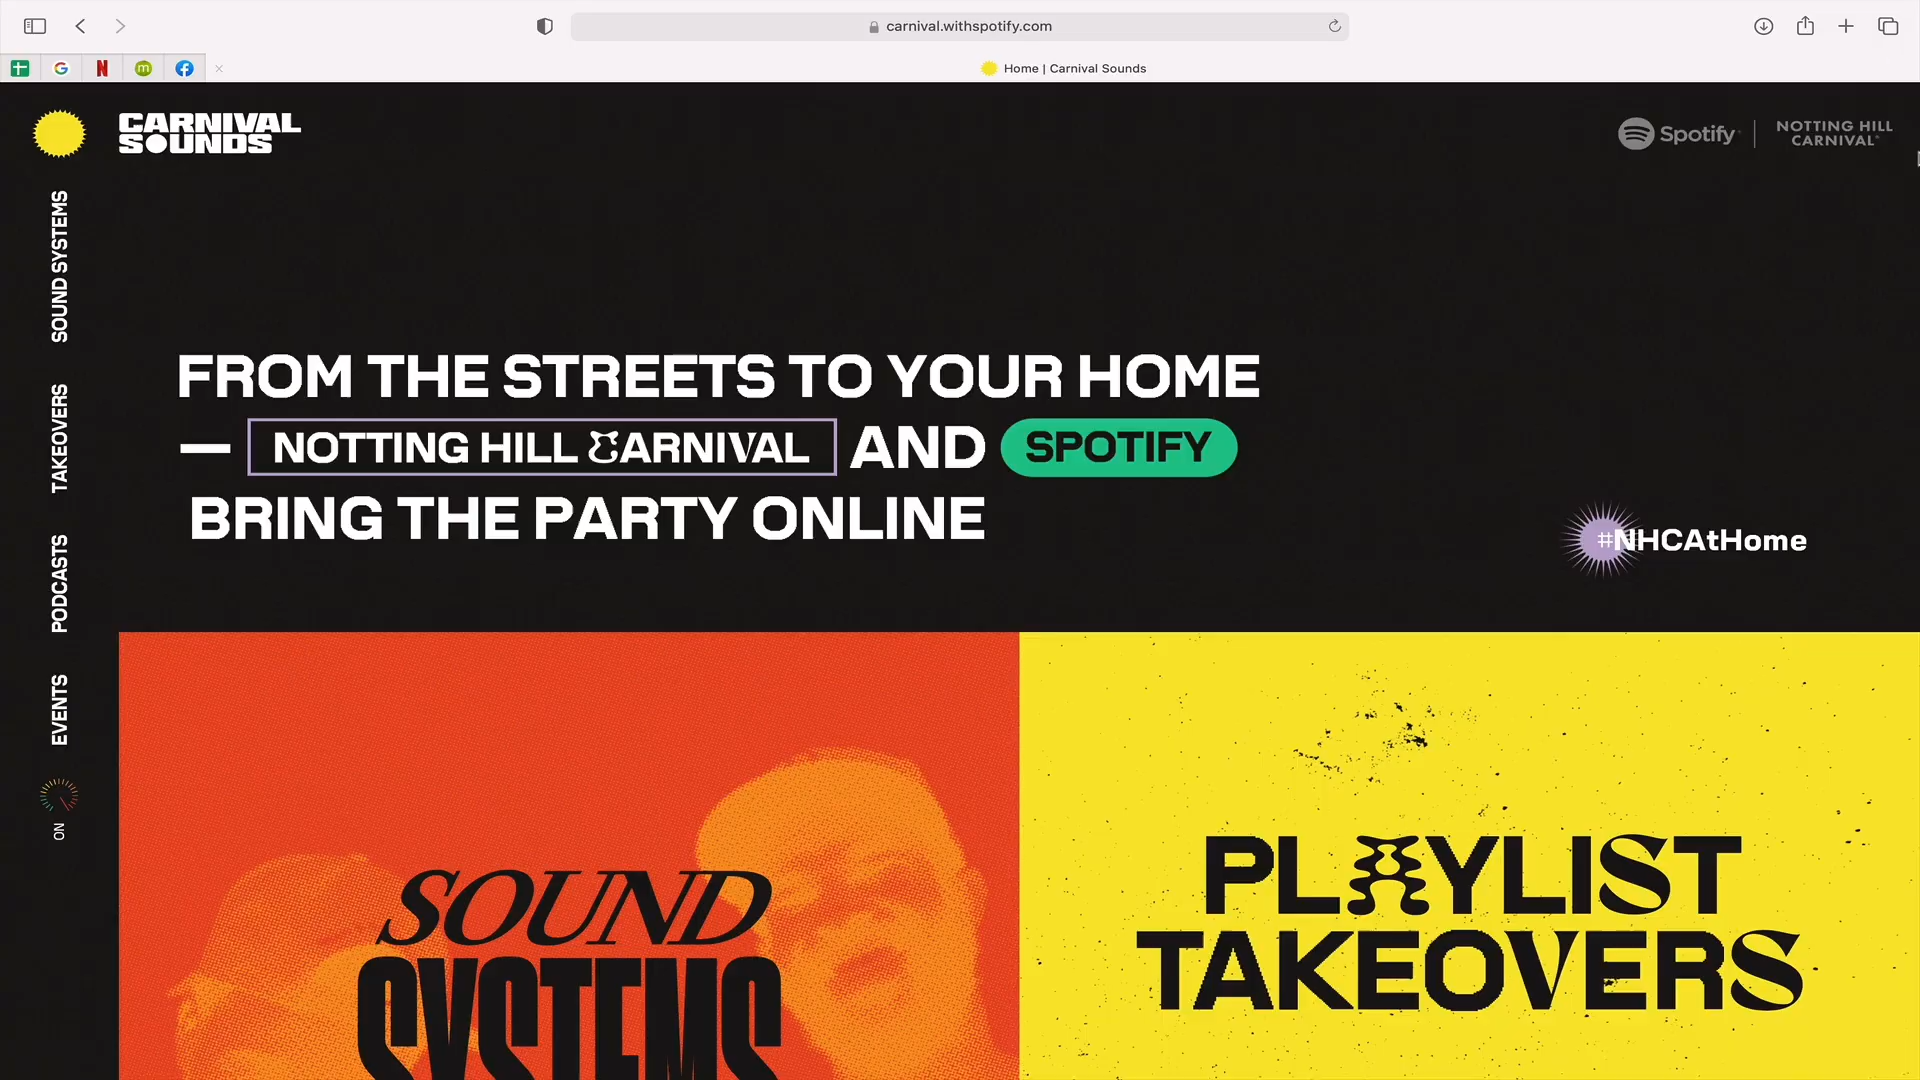 carnival.withspotify.com
Home | Carnival Sounds
CARNIVAL
SOUNDS
Spotify
NOTTING HILL
CARNIVAL
SOUND SYSTEMS
TAKEOVERS
PODCASTS
EVENTS
ON
FROM THE STREETS TO YOUR HOME
— NOTTING HILL CARNIVAL AND SPOTIFY
BRING THE PARTY ONLINE
#NHCAtHome
SOUND
SYSTEMS
PLAYLIST
TAKEOVERS